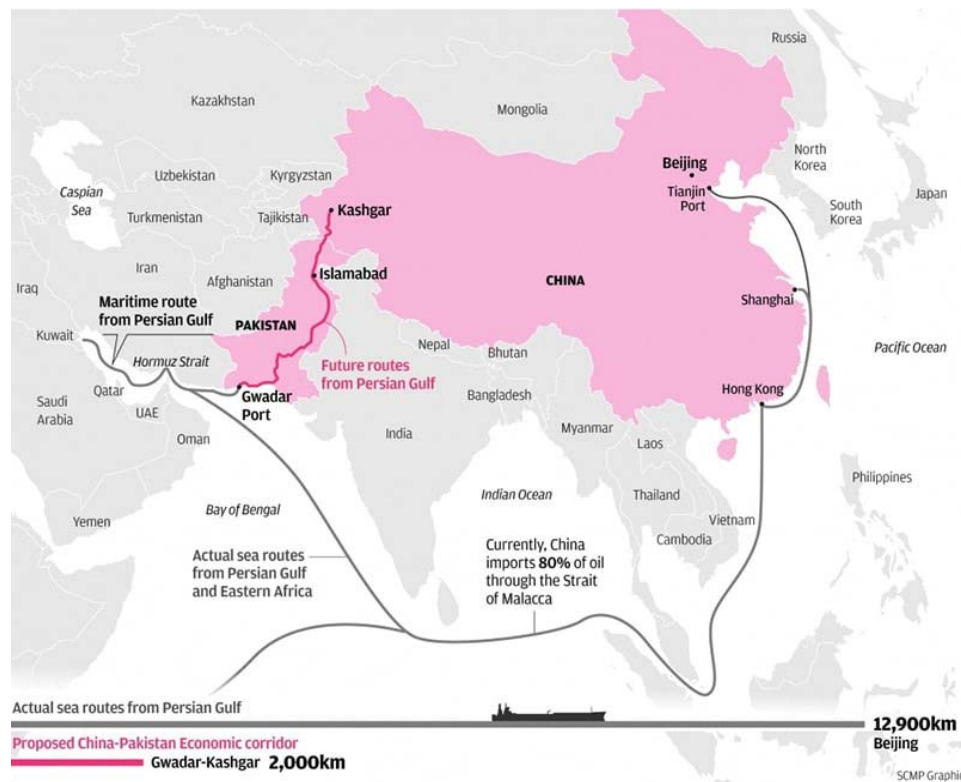 Russia
Kazakhstan
Mongolia
Beijing
North
Korea
Uzbekistan
Kyrgyzstan
Tianjin
Port
Caspian
Sea
Japan
South
Korea
Turkmenistan
Tajikistan
Kashgar
Iran
Afghanistan
Islamabad
CHINA
Iraq
Maritime route
from Persian Gulf
Shanghai
PAKISTAN
Kuwait
Nepal
Bhutan
Pacific Ocean
Hormuz Strait
Future routes
from Persian Gulf
Qatar
Gwadar
Port
Hong Kong
Bangladesh
Saudi
Arabia
UAE
India
Myanmar
Oman
Laos
Philippines
Indian Ocean
Thailand
Bay of Bengal
Yemen
Vietnam
Cambodia
Actual sea routes
from Persian Gulf
and Eastern Africa
Currently, China
imports 80% of oil
through the Strait
of Malacca
Actual sea routes from Persian Gulf
12,900km
Beijing
Proposed China-Pakistan Economic corridor
Gwadar-Kashgar 2,000km
SCMP Graphi